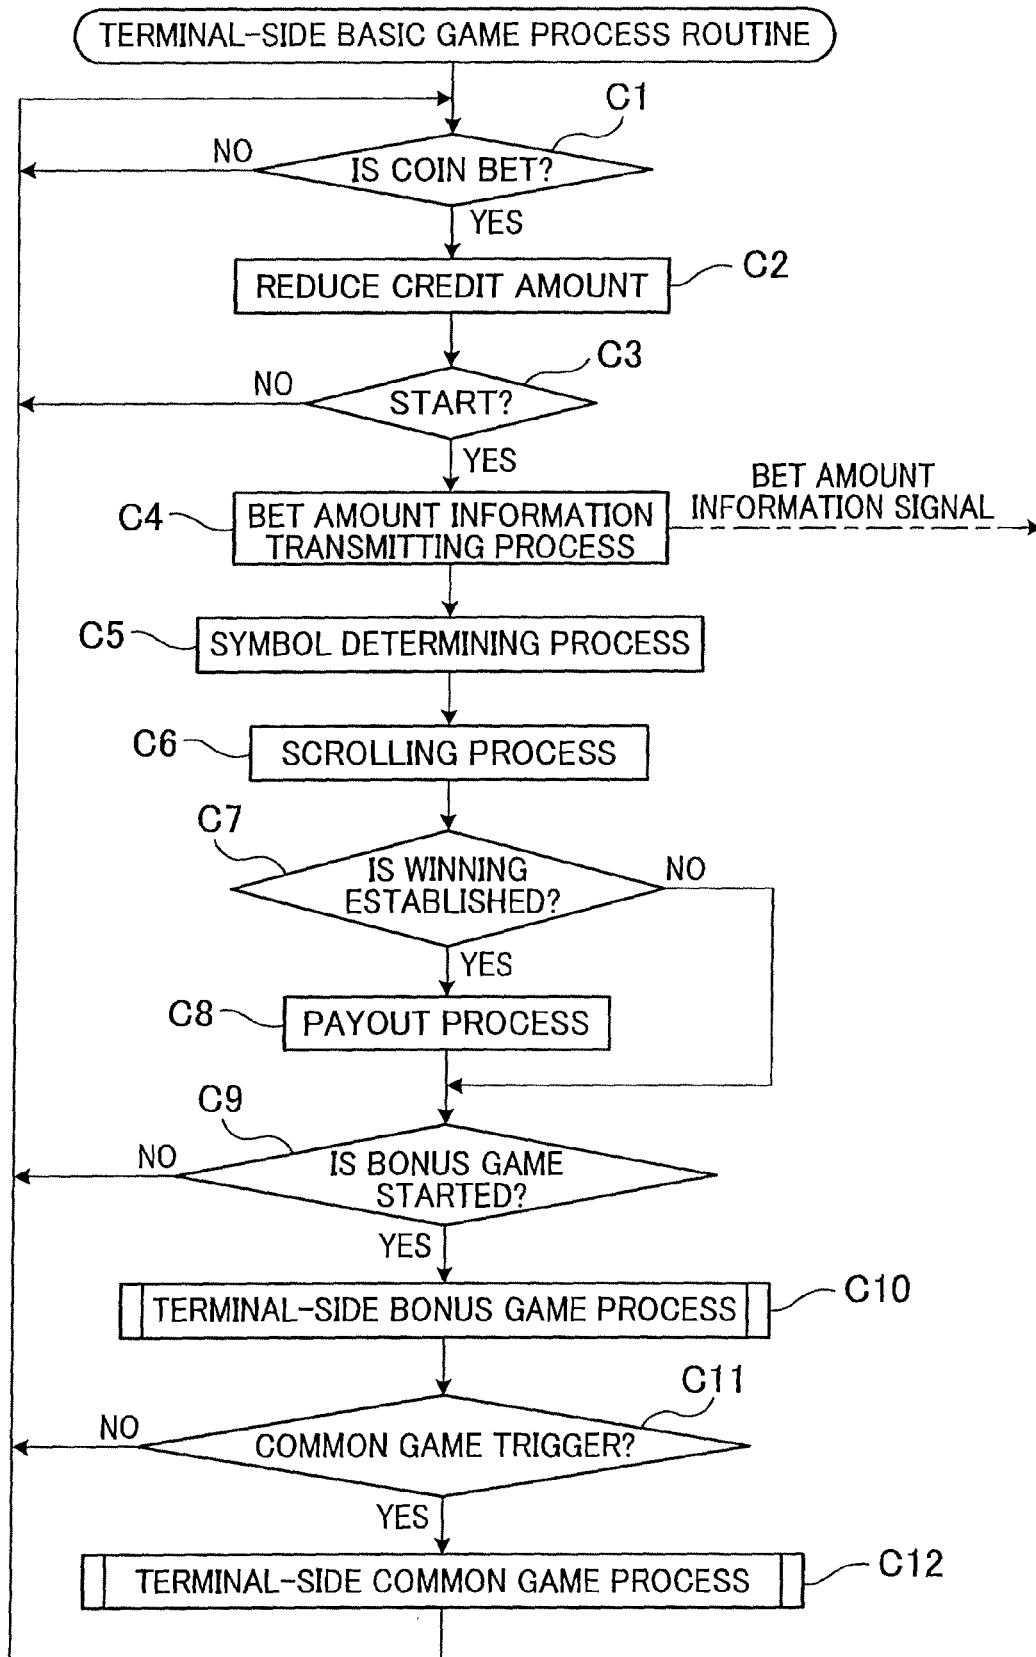 TERMINAL-SIDE BASIC GAME PROCESS ROUTINE
C1
IS COIN BET?
NO
YES
C2
REDUCE CREDIT AMOUNT
C3
START?
NO
YES
C4
BET AMOUNT INFORMATION
TRANSMITTING PROCESS
BET AMOUNT
INFORMATION SIGNAL
C5
SYMBOL DETERMINING PROCESS
C6
SCROLLING PROCESS
C7
IS WINNING
ESTABLISHED?
NO
YES
C8
PAYOUT PROCESS
C9
IS BONUS GAME
STARTED?
NO
YES
C10
TERMINAL-SIDE BONUS GAME PROCESS
C11
COMMON GAME TRIGGER?
NO
YES
C12
TERMINAL-SIDE COMMON GAME PROCESS